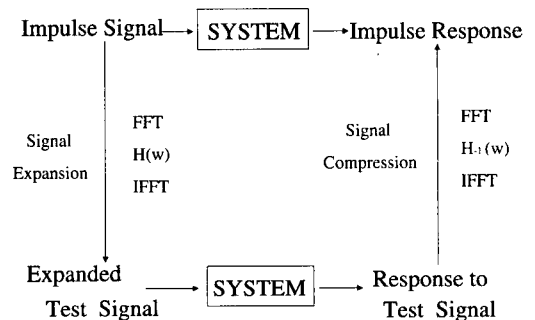 Impulse Signal
SYSTEM
Impulse Response
Signal
Expansion
FFT
H(w)
IFFT
Signal
Compression
FFT
H-1(w)
IFFT
Expanded
Test Signal
SYSTEM
Response to
Test Signal